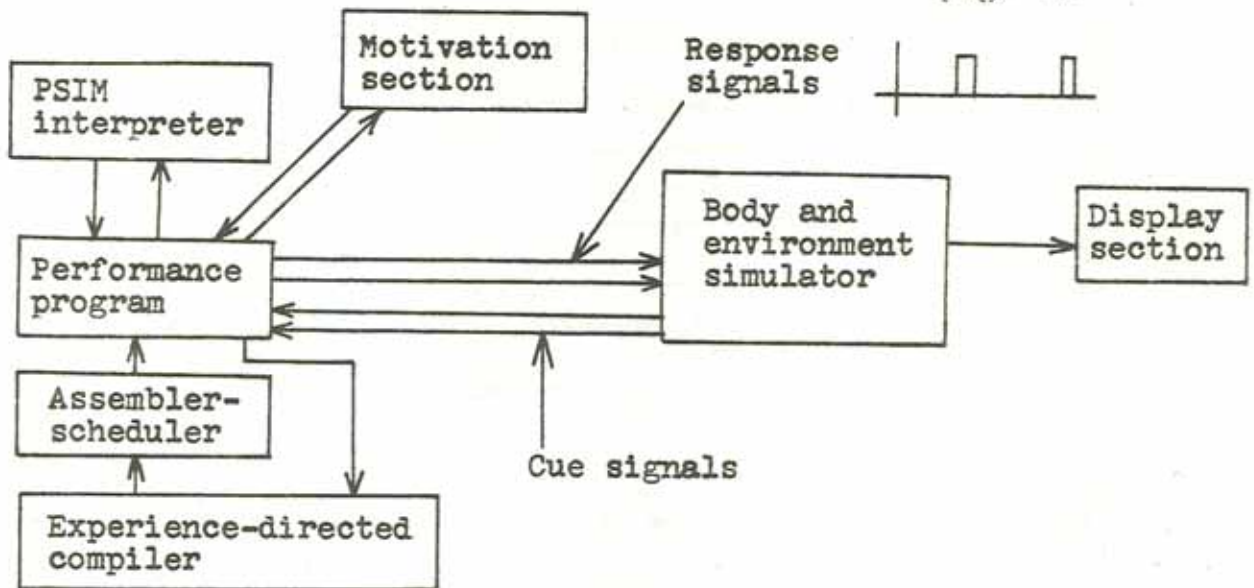 Motivation
section
Response
signals
PSIM
interpreter
Body and
environment
simulator
Display
section
Performance
program
Assembler-
scheduler
Cue signals
Experience-directed
compiler